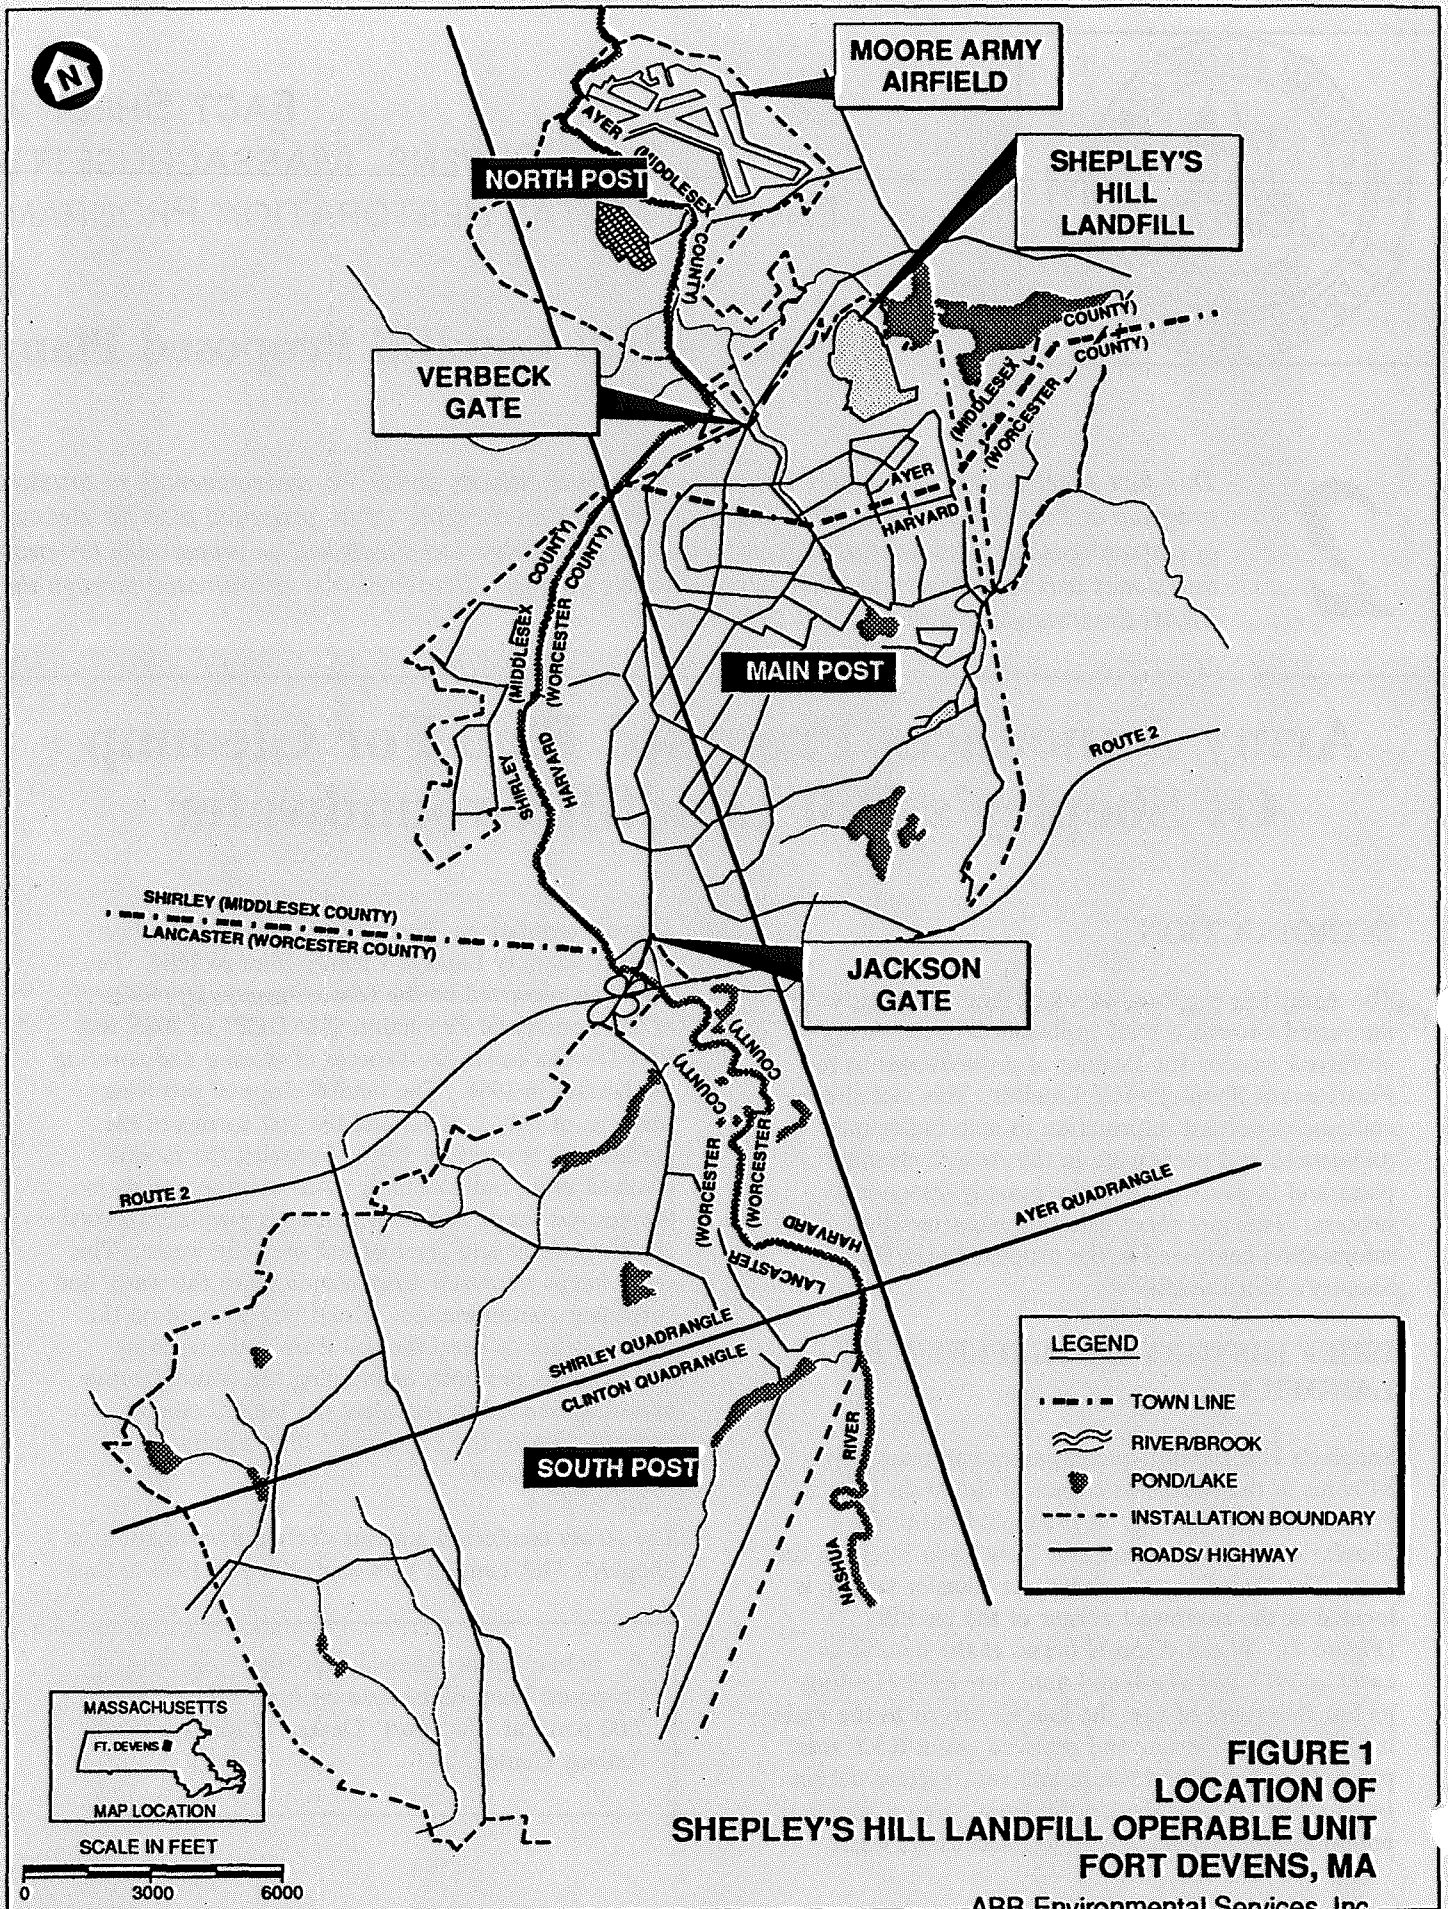 N
MOORE ARMY
AIRFIELD
SHEPLEY'S
HILL
LANDFILL
AYER
(MIDDLESEX
COUNTY)
NORTH POST
VERBECK
GATE
COUNTY)
COUNTY)
(MIDDLESEX
(WORCESTER
AYER
HARVARD
COUNTY)
COUNTY)
(MIDDLESEX
(WORCESTER
SHIRLEY
HARVARD
MAIN POST
ROUTE 2
SHIRLEY (MIDDLESEX COUNTY)
LANCASTER (WORCESTER COUNTY)
JACKSON
GATE
COUNTY)
COUNTY)
(WORCESTER
(WORCESTER
HARVARD
LANCASTER
ROUTE 2
AYER QUADRANGLE
SHIRLEY QUADRANGLE
CLINTON QUADRANGLE
SOUTH POST
RIVER
NASHUA
LEGEND
TOWN LINE
RIVER/BROOK
POND/LAKE
INSTALLATION BOUNDARY
ROADS/ HIGHWAY
MASSACHUSETTS
FT. DEVENS
MAP LOCATION
SCALE IN FEET
0 3000 6000
FIGURE 1
LOCATION OF
SHEPLEY'S HILL LANDFILL OPERABLE UNIT
FORT DEVENS, MA
ABB Environmental Services, Inc.